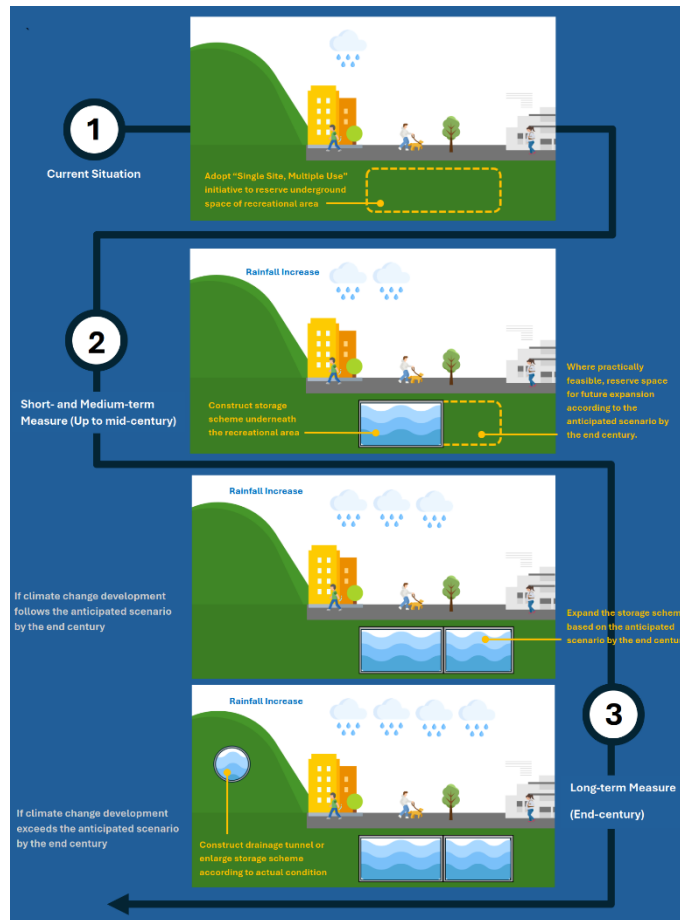 1
Current Situation
Adopt "Single Site, Multiple Use"
initiative to reserve underground
space of recreational area
Rainfall Increase
2
Short- and Medium-term
Measure (Up to mid-century)
Construct storage
scheme underneath
the recreational area
Where practically
feasible, reserve space
for future expansion
according to the
anticipated scenario by
the end century.
Rainfall Increase
If climate change development
follows the anticipated scenario
by the end century
Expand the storage schem
based on the anticipated
scenario by the end centu
3
Long-term Measure
(End-century)
Rainfall Increase
If climate change development
exceeds the anticipated scenario
by the end century
Construct drainage tunnel or
enlarge storage scheme
according to actual condition